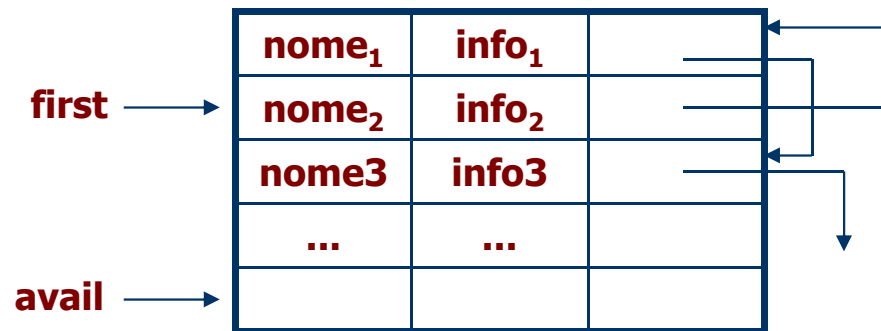 nome₁ info₁
first nome₂ info₂
nome3 info3
... ...
avail